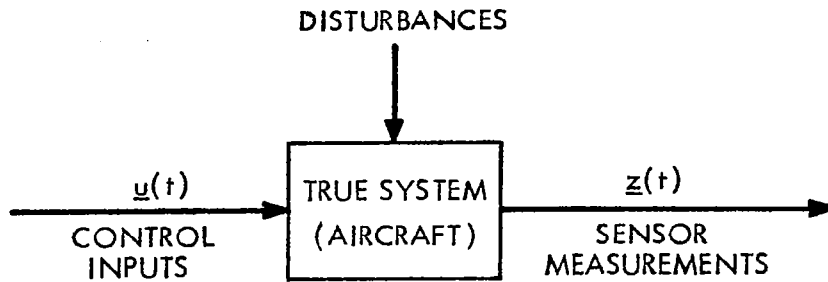 DISTURBANCES
u(t)
CONTROL
INPUTS
TRUE SYSTEM
(AIRCRAFT)
z(t)
SENSOR
MEASUREMENTS